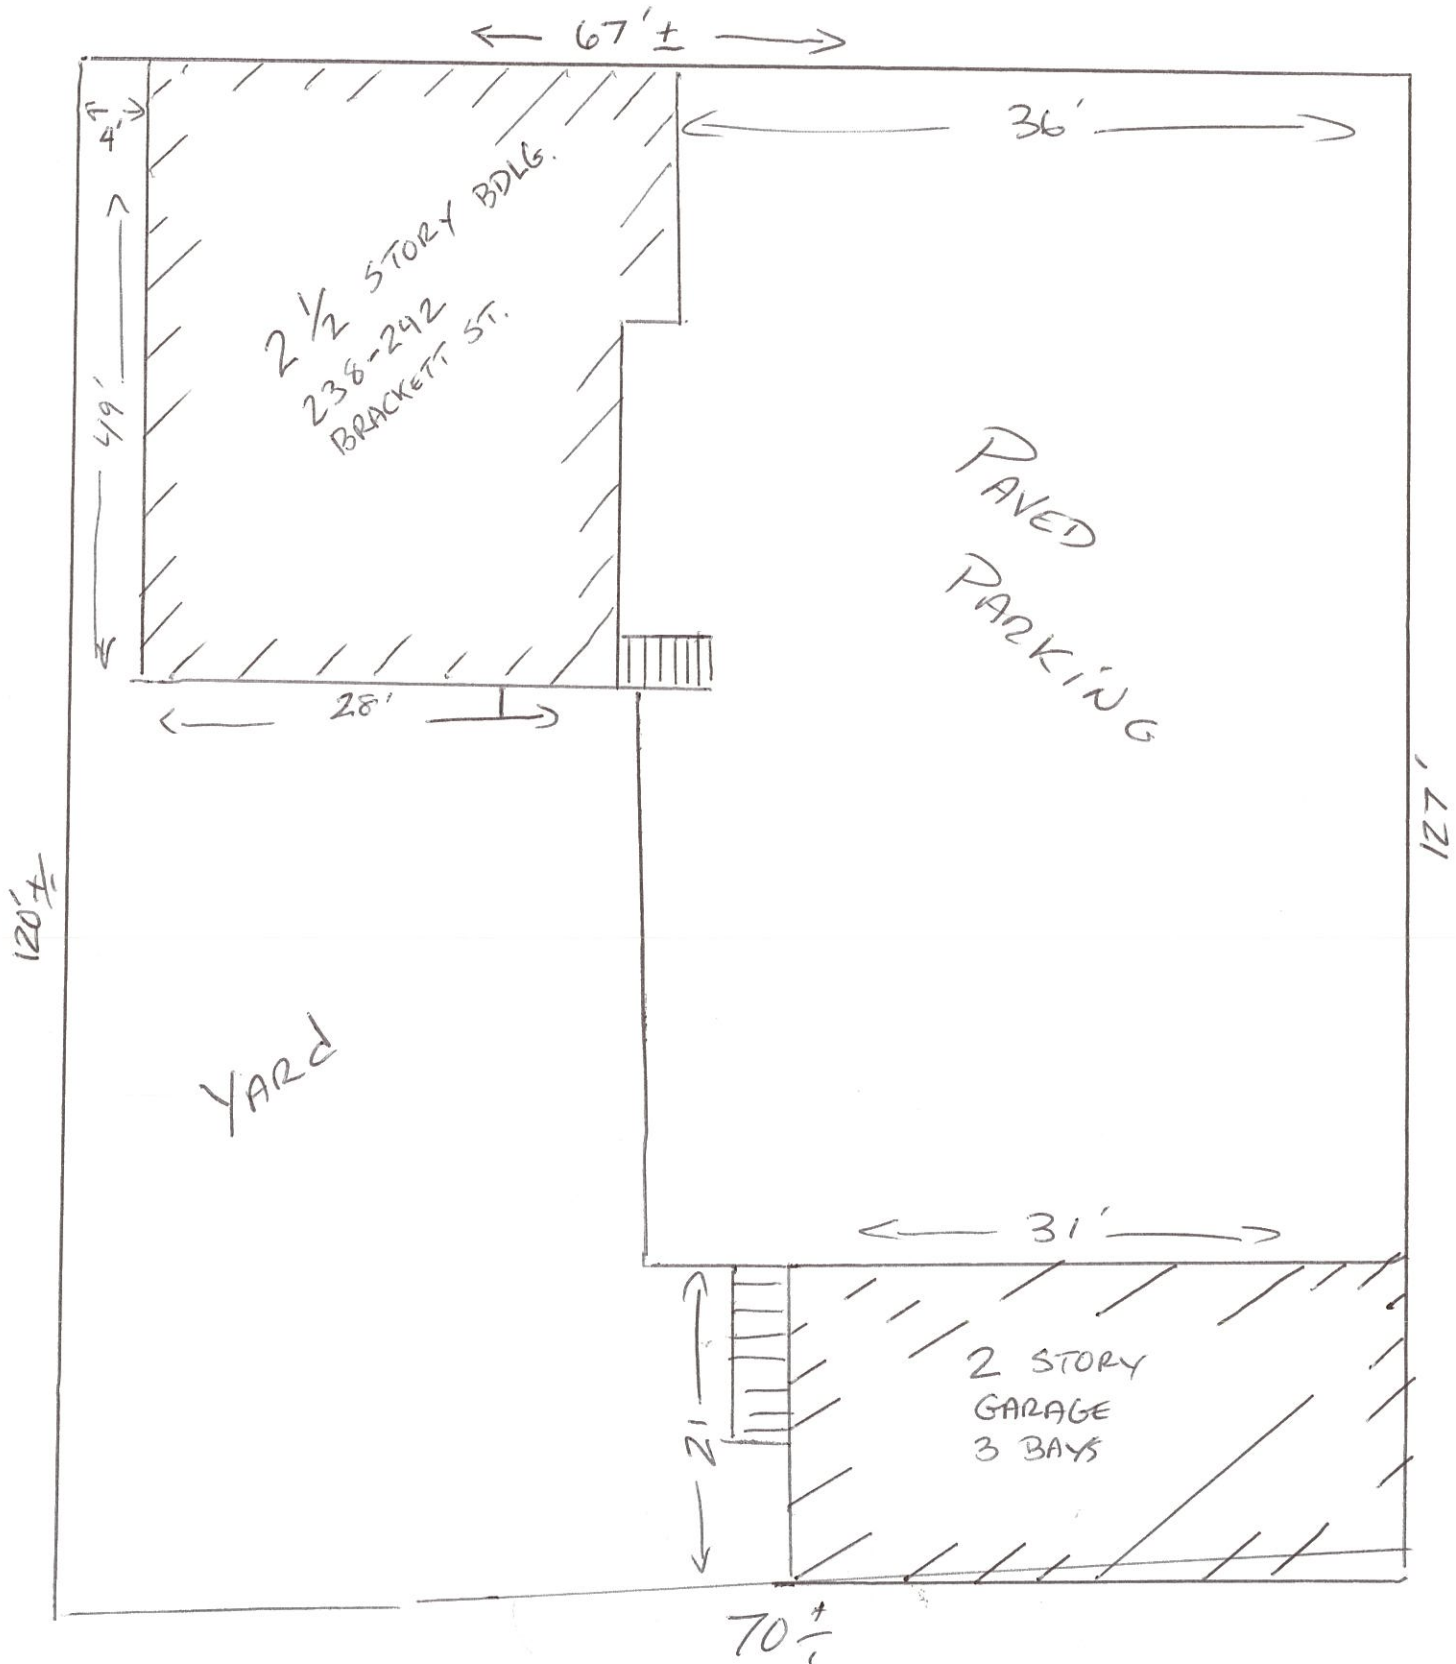 67'±
4'
36'
2 1/2 STORY BDLG.
238-242
BRACKETT ST.
49'
PAVED
PARKING
28'
127'
120'±
YARd
31'
21
2 STORY
GARAGE
3 BAYS
70±